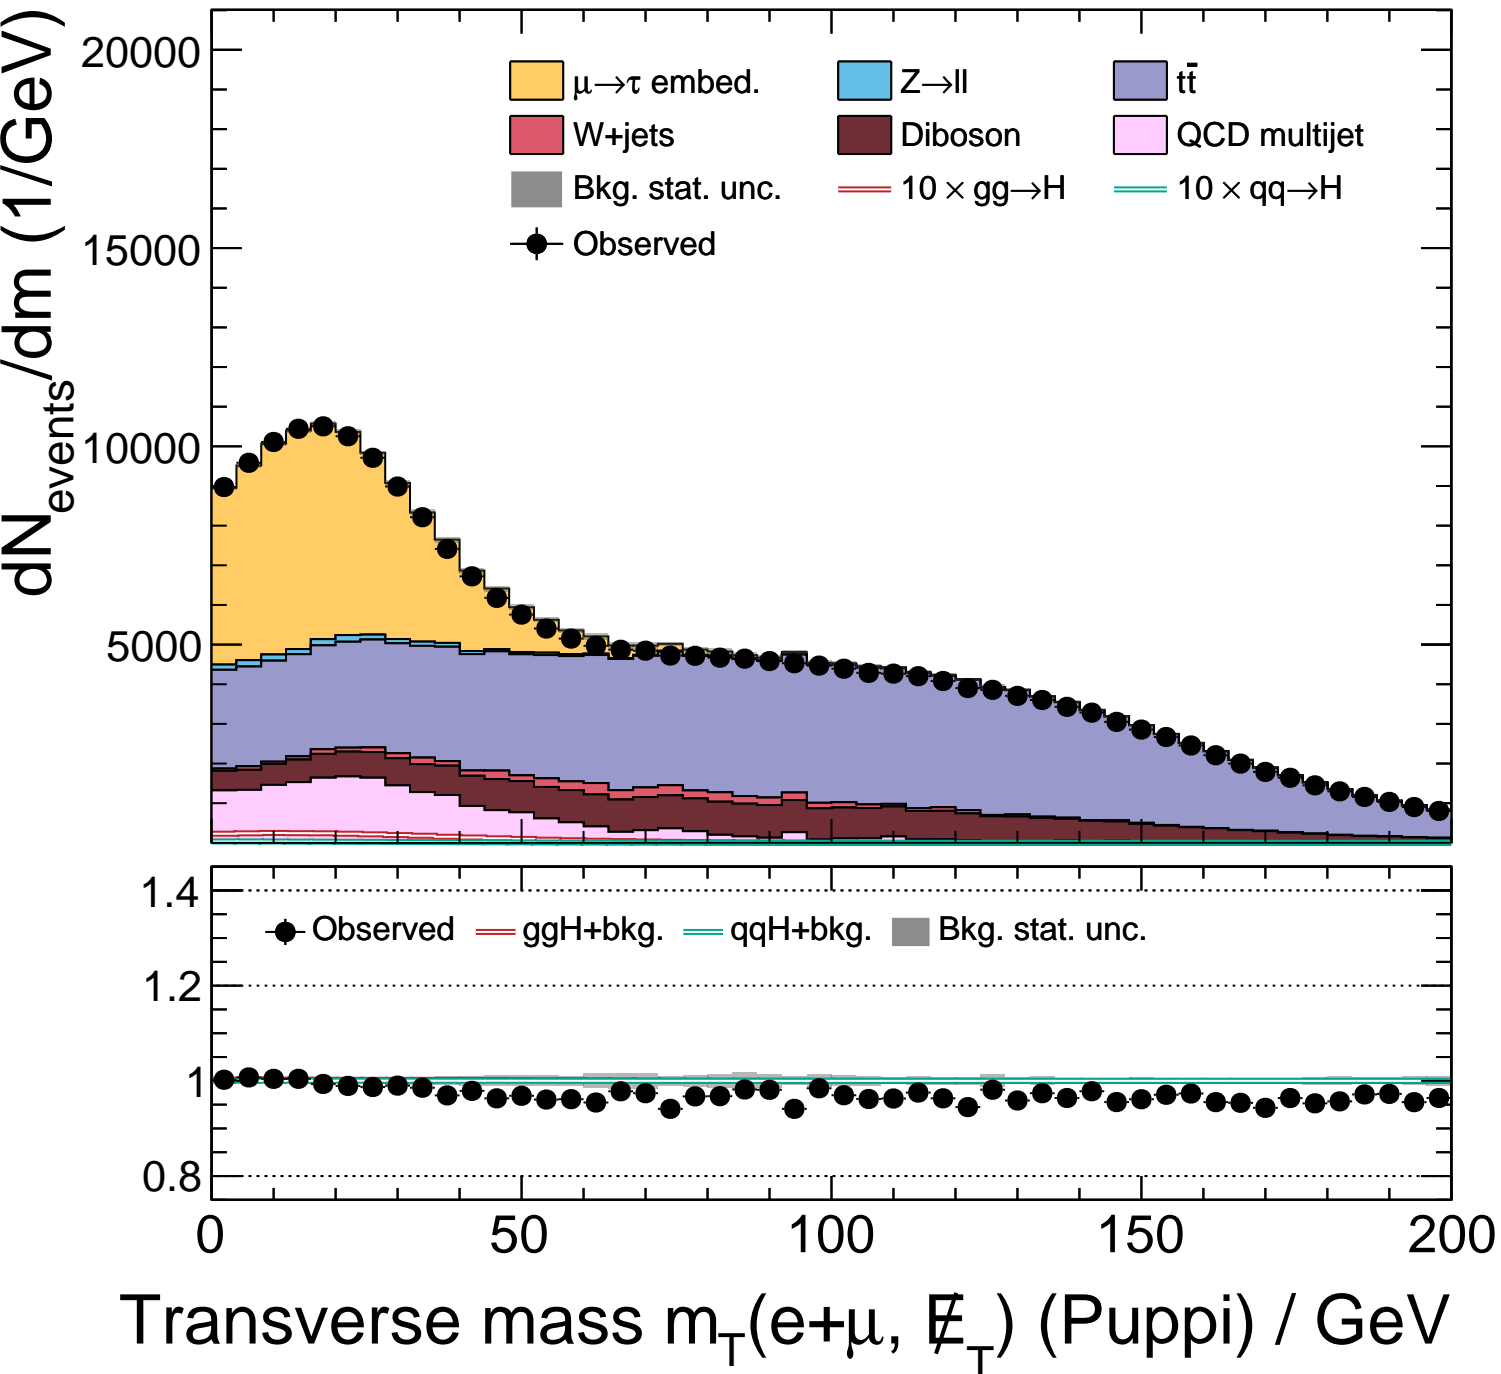 dN_events/dm (1/GeV)
20000
15000
10000
5000
μ→τ embed. Z→ll tt̄
W+jets Diboson QCD multijet
Bkg. stat. unc. 10 × gg→H 10 × qq→H
Observed
1.4
1.2
1
0.8
Observed ggH+bkg. qqH+bkg. Bkg. stat. unc.
0 50 100 150 200
Transverse mass m_T(e+μ, E̸_T) (Puppi) / GeV